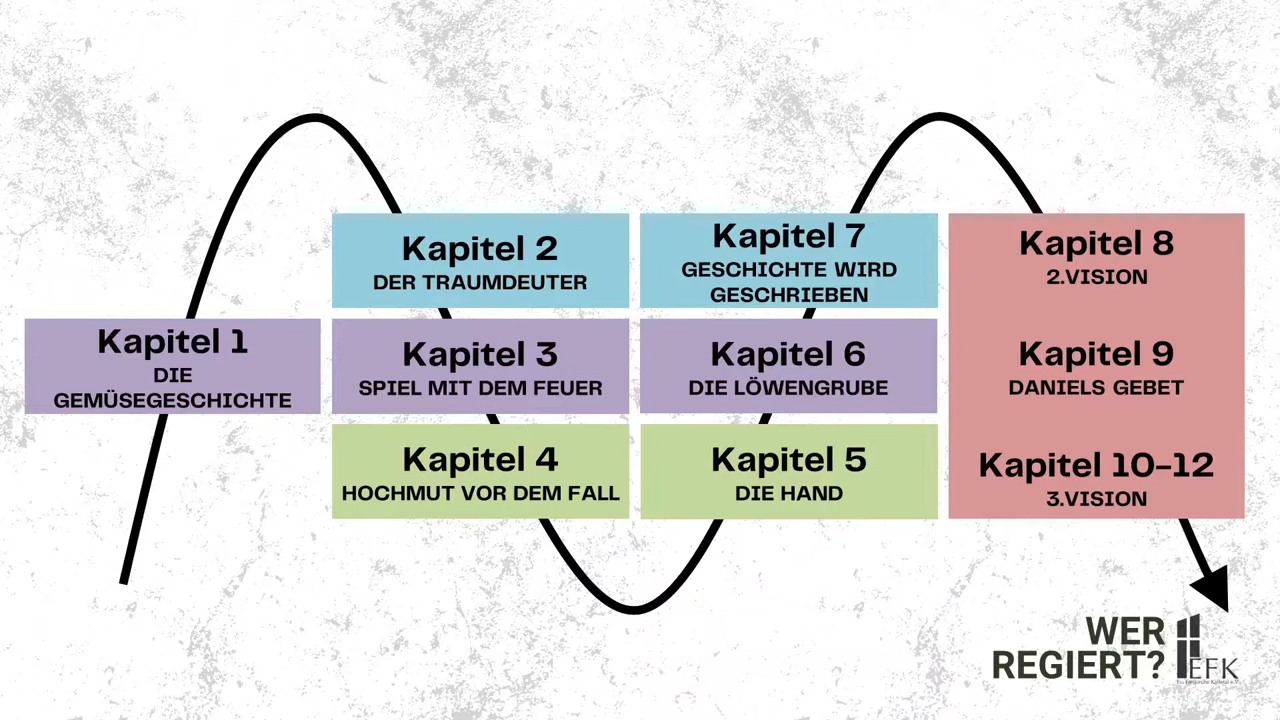 Kapitel 1
DIE
GEMÜSEGESCHICHTE
Kapitel 2
DER TRAUMDEUTER
Kapitel 3
SPIEL MIT DEM FEUER
Kapitel 4
HOCHMUT VOR DEM FALL
Kapitel 7
GESCHICHTE WIRD
GESCHRIEBEN
Kapitel 6
DIE LÖWENGRUBE
Kapitel 5
DIE HAND
Kapitel 8
2.VISION
Kapitel 9
DANIELS GEBET
Kapitel 10-12
3.VISION
WER
REGIERT?
EFK